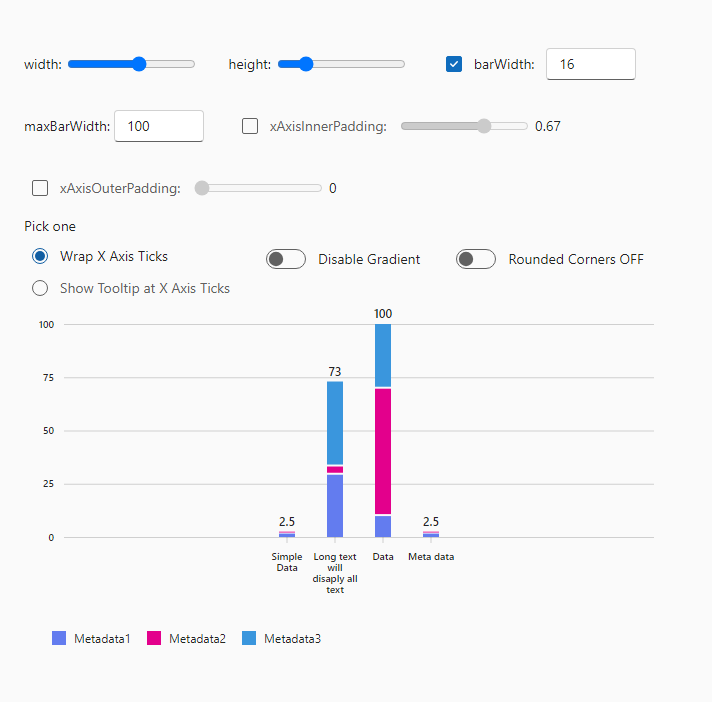 width: height: barWidth: 16
maxBarWidth: 100 xAxisInnerPadding: 0.67
xAxisOuterPadding: 0
Pick one
Wrap X Axis Ticks Disable Gradient Rounded Corners OFF
Show Tooltip at X Axis Ticks
100
100
75
73
50
25
2.5 2.5
0
Simple Data
Long text will disaply all text
Data
Meta data
Metadata1 Metadata2 Metadata3